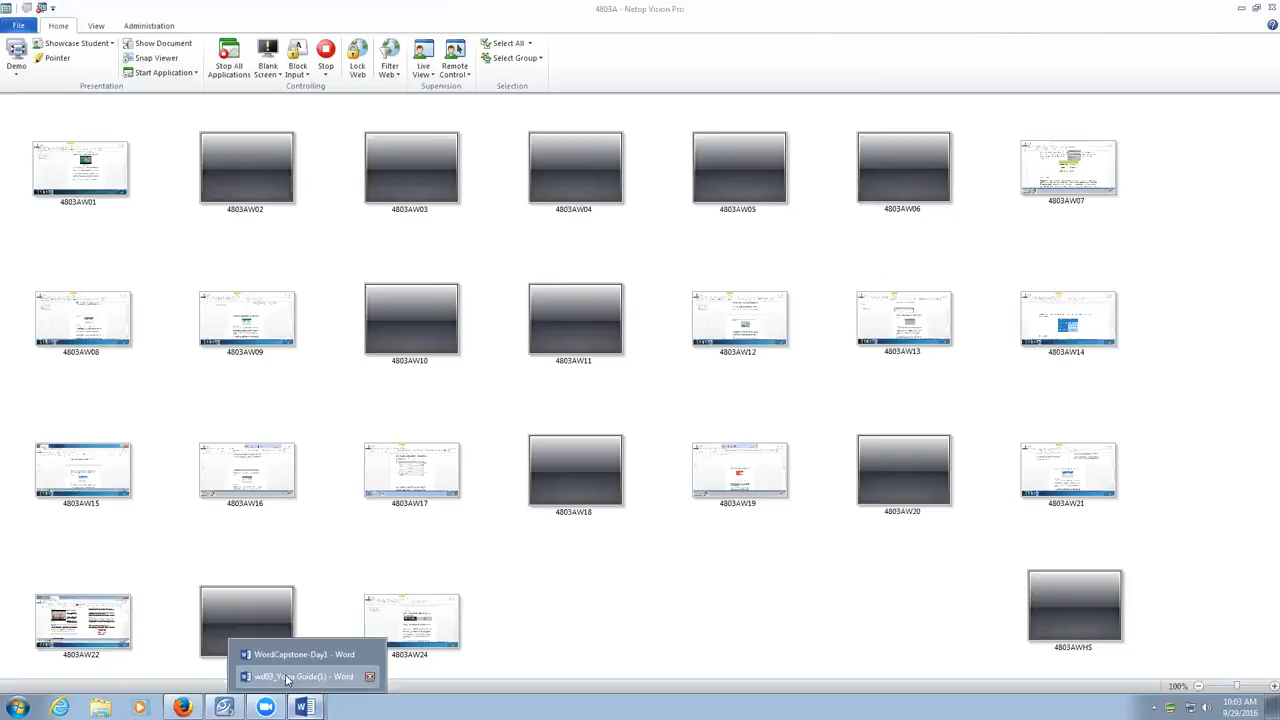 4803A - Netop Vision Pro
File Home View Administration
Demo
Showcase Student
Pointer
Show Document
Snap Viewer
Start Application
Stop All Applications
Blank Screen
Block Input
Stop
Lock Web
Filter Web
Live View
Remote Control
Select All
Select Group
Presentation Controlling Supervision Selection
4803AW01 4803AW02 4803AW03 4803AW04 4803AW05 4803AW06 4803AW07
4803AW08 4803AW09 4803AW10 4803AW11 4803AW12 4803AW13 4803AW14
4803AW15 4803AW16 4803AW17 4803AW18 4803AW19 4803AW20 4803AW21
4803AW22 4803AW24 4803AWHS
WordCapstone-Day1 - Word
wd03_Yoga Guide(1) - Word
100%
10:03 AM
9/29/2016